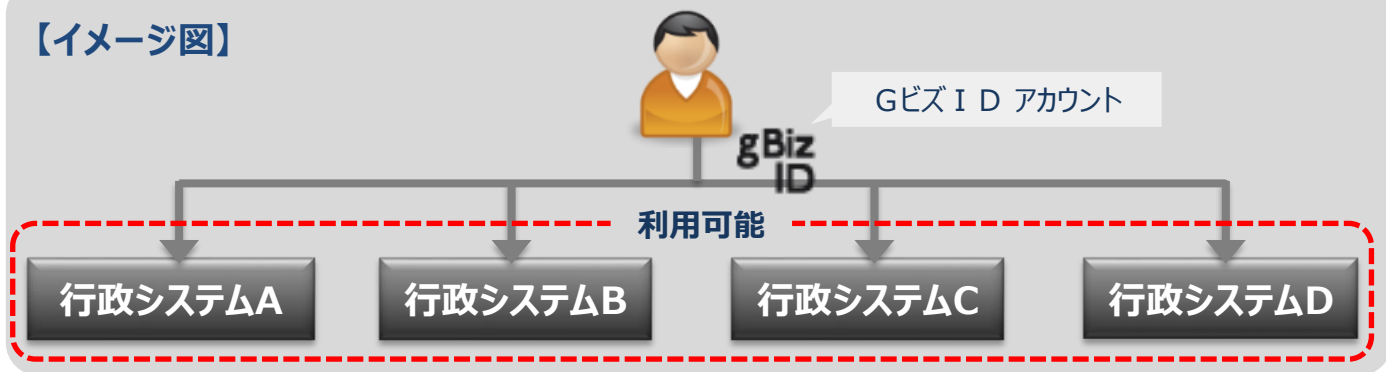 【イメージ図】
GビズＩＤ アカウント
gBiz
ID
利用可能
行政システムA
行政システムB
行政システムC
行政システムD